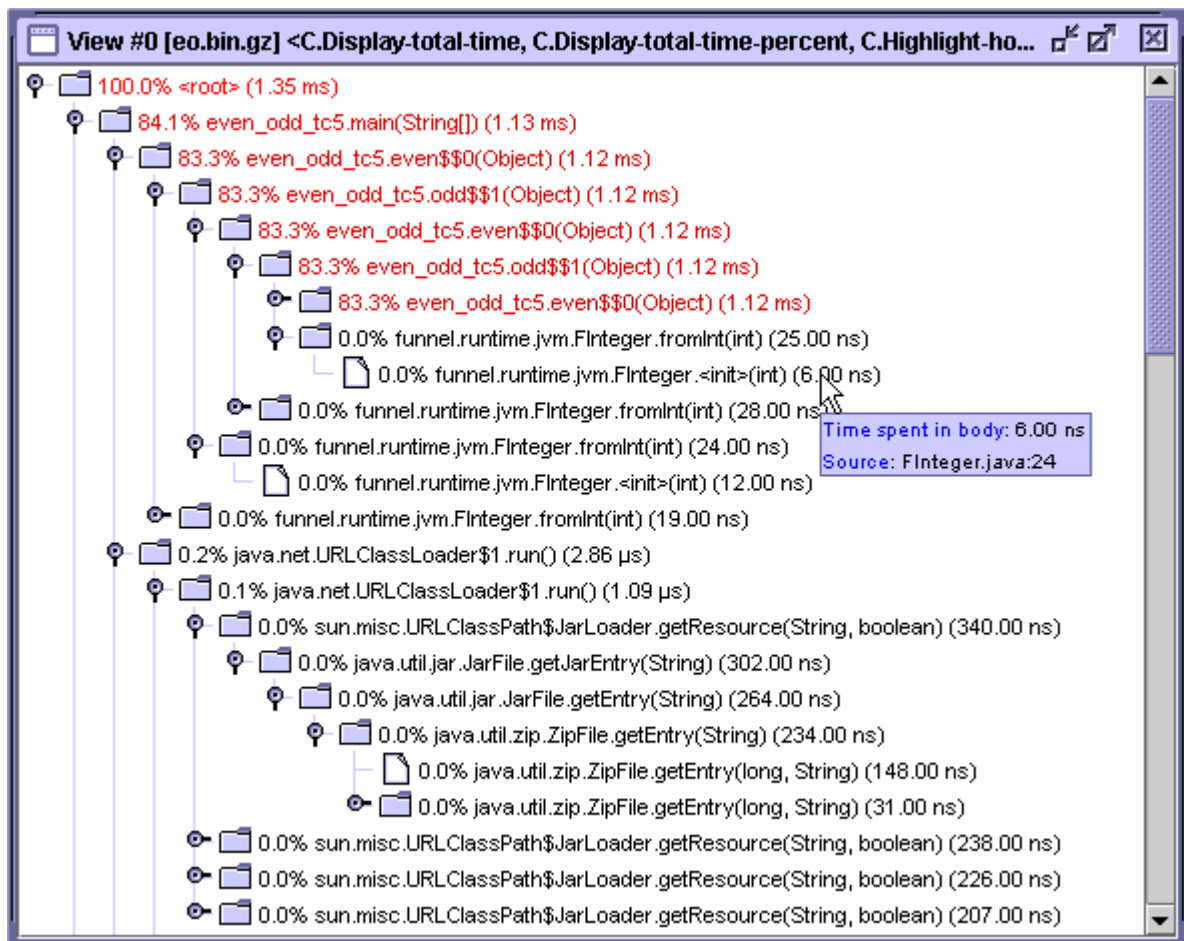 View #0 [eo.bin.gz] <C.Display-total-time, C.Display-total-time-percent, C.Highlight-ho...
100.0% <root> (1.35 ms)
84.1% even_odd_tc5.main(String[]) (1.13 ms)
83.3% even_odd_tc5.even$$0(Object) (1.12 ms)
83.3% even_odd_tc5.odd$$1(Object) (1.12 ms)
83.3% even_odd_tc5.even$$0(Object) (1.12 ms)
83.3% even_odd_tc5.odd$$1(Object) (1.12 ms)
83.3% even_odd_tc5.even$$0(Object) (1.12 ms)
0.0% funnel.runtime.jvm.FInteger.fromInt(int) (25.00 ns)
0.0% funnel.runtime.jvm.FInteger.<init>(int) (6.00 ns)
0.0% funnel.runtime.jvm.FInteger.fromInt(int) (28.00 ns)
Time spent in body: 6.00 ns
0.0% funnel.runtime.jvm.FInteger.fromInt(int) (24.00 ns)
Source: FInteger.java:24
0.0% funnel.runtime.jvm.FInteger.<init>(int) (12.00 ns)
0.0% funnel.runtime.jvm.FInteger.fromInt(int) (19.00 ns)
0.2% java.net.URLClassLoader$1.run() (2.86 µs)
0.1% java.net.URLClassLoader$1.run() (1.09 µs)
0.0% sun.misc.URLClassPath$JarLoader.getResource(String, boolean) (340.00 ns)
0.0% java.util.jar.JarFile.getJarEntry(String) (302.00 ns)
0.0% java.util.jar.JarFile.getEntry(String) (264.00 ns)
0.0% java.util.zip.ZipFile.getEntry(String) (234.00 ns)
0.0% java.util.zip.ZipFile.getEntry(long, String) (148.00 ns)
0.0% java.util.zip.ZipFile.getEntry(long, String) (31.00 ns)
0.0% sun.misc.URLClassPath$JarLoader.getResource(String, boolean) (238.00 ns)
0.0% sun.misc.URLClassPath$JarLoader.getResource(String, boolean) (226.00 ns)
0.0% sun.misc.URLClassPath$JarLoader.getResource(String, boolean) (207.00 ns)